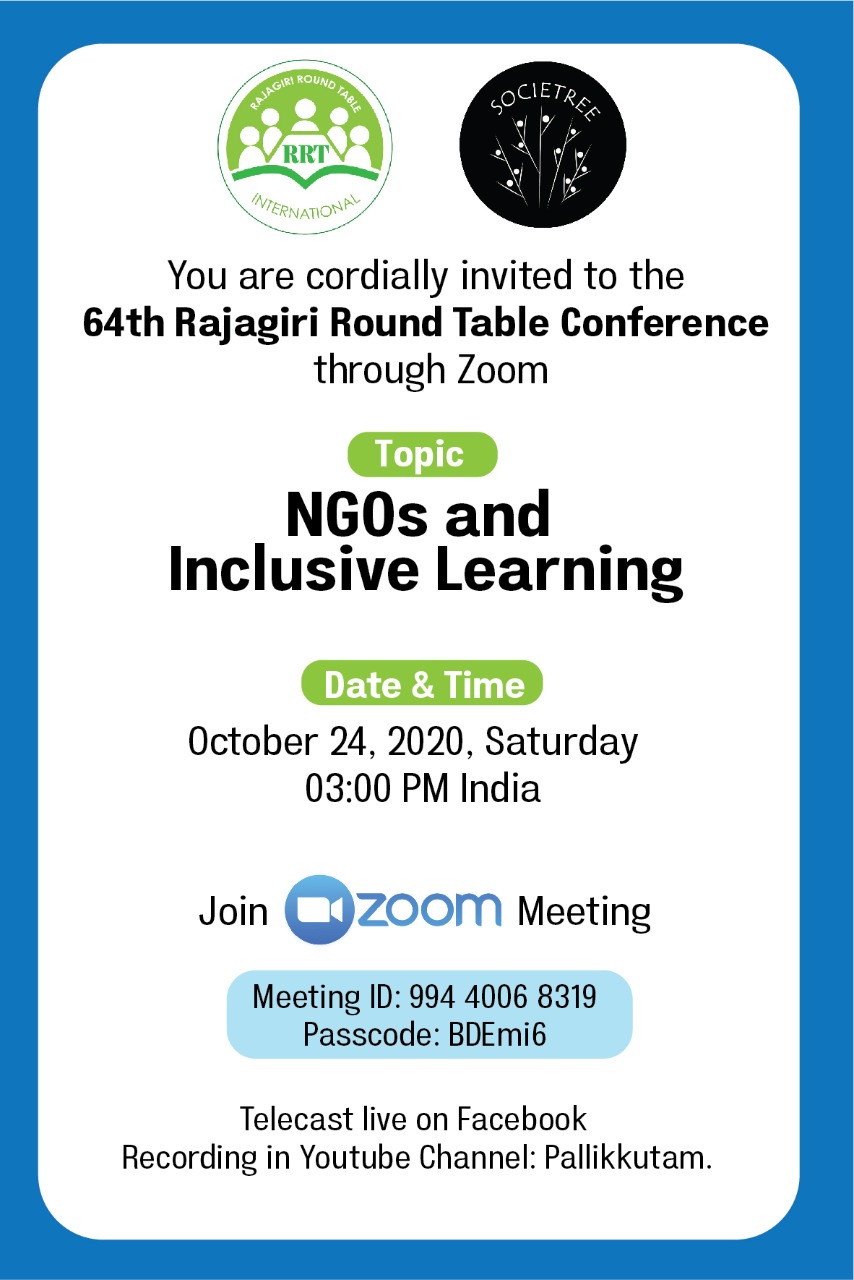 RAJAGIRI ROUND TABLE
RRT
INTERNATIONAL
SOCIETREE
You are cordially invited to the
64th Rajagiri Round Table Conference
through Zoom
Topic
NGOs and
Inclusive Learning
Date & Time
October 24, 2020, Saturday
03:00 PM India
Join zoom Meeting
Meeting ID: 994 4006 8319
Passcode: BDEmi6
Telecast live on Facebook
Recording in Youtube Channel: Pallikkutam.